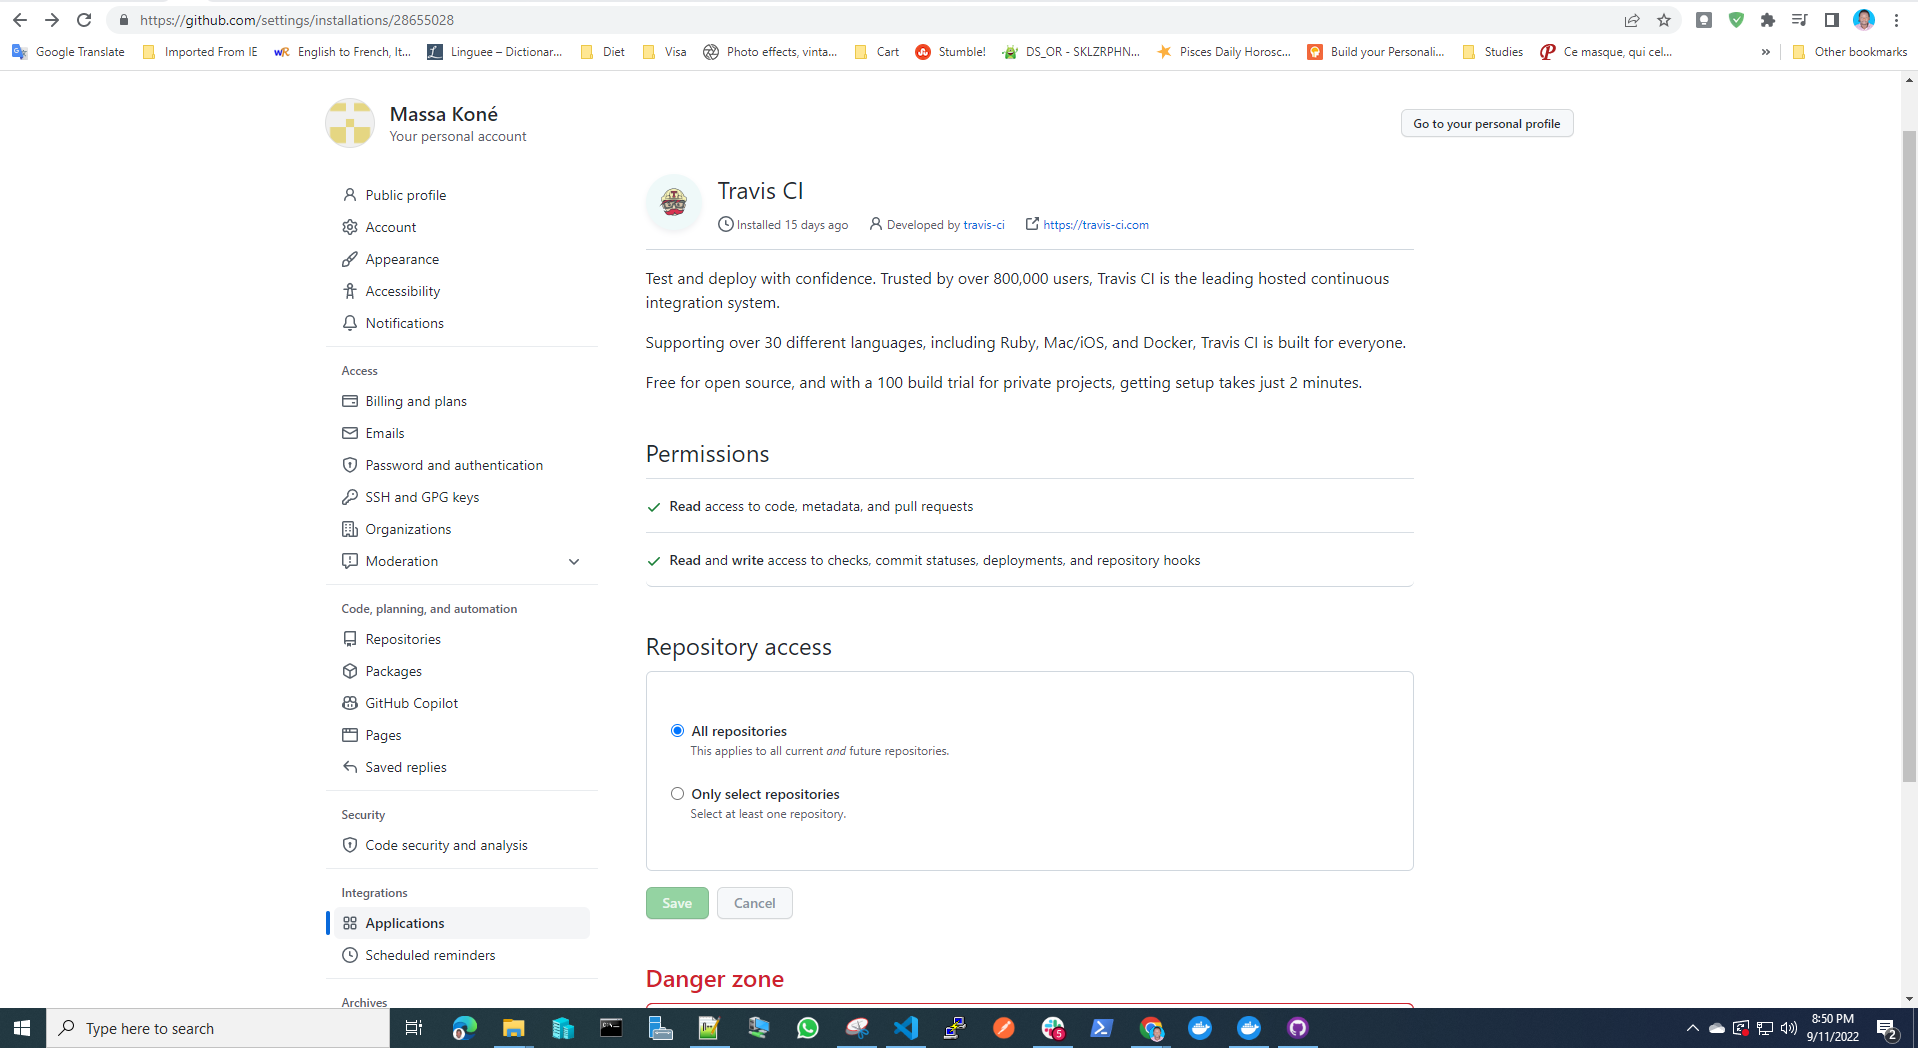 https://github.com/settings/installations/28655028
Google Translate
Imported From IE
wR English to French, It...
L Linguee – Dictionar...
Diet
Visa
Photo effects, vinta...
Cart
Stumble!
DS_OR - SKLZRPHN...
Pisces Daily Horosc...
Build your Personali...
Studies
Ce masque, qui cel...
»
Other bookmarks
Massa Koné
Your personal account
Go to your personal profile
Public profile
Account
Appearance
Accessibility
Notifications
Access
Billing and plans
Emails
Password and authentication
SSH and GPG keys
Organizations
Moderation
Code, planning, and automation
Repositories
Packages
GitHub Copilot
Pages
Saved replies
Security
Code security and analysis
Integrations
Applications
Scheduled reminders
Archives
Travis CI
Installed 15 days ago Developed by travis-ci https://travis-ci.com
Test and deploy with confidence. Trusted by over 800,000 users, Travis CI is the leading hosted continuous
integration system.
Supporting over 30 different languages, including Ruby, Mac/iOS, and Docker, Travis CI is built for everyone.
Free for open source, and with a 100 build trial for private projects, getting setup takes just 2 minutes.
Permissions
Read access to code, metadata, and pull requests
Read and write access to checks, commit statuses, deployments, and repository hooks
Repository access
All repositories
This applies to all current and future repositories.
Only select repositories
Select at least one repository.
Save
Cancel
Danger zone
Type here to search
5
8:50 PM
9/11/2022
2